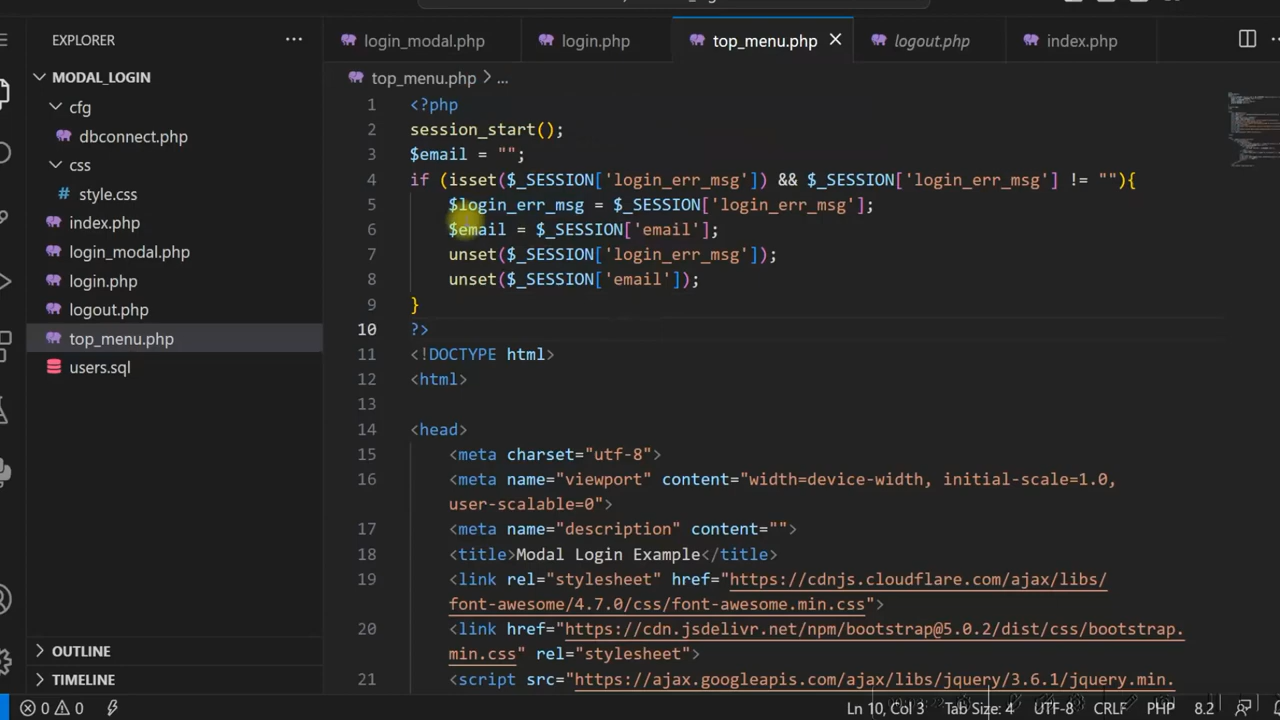 EXPLORER
MODAL_LOGIN
cfg
dbconnect.php
css
# style.css
index.php
login_modal.php
login.php
logout.php
top_menu.php
users.sql
OUTLINE
TIMELINE
login_modal.php
login.php
top_menu.php
logout.php
index.php
top_menu.php > ...
1 <?php
2 session_start();
3 $email = "";
4 if (isset($_SESSION['login_err_msg']) && $_SESSION['login_err_msg'] != ""){
5 $login_err_msg = $_SESSION['login_err_msg'];
6 $email = $_SESSION['email'];
7 unset($_SESSION['login_err_msg']);
8 unset($_SESSION['email']);
9 }
10 ?>
11 <!DOCTYPE html>
12 <html>
13
14 <head>
15 <meta charset="utf-8">
16 <meta name="viewport" content="width=device-width, initial-scale=1.0,
user-scalable=0">
17 <meta name="description" content="">
18 <title>Modal Login Example</title>
19 <link rel="stylesheet" href="https://cdnjs.cloudflare.com/ajax/libs/
font-awesome/4.7.0/css/font-awesome.min.css">
20 <link href="https://cdn.jsdelivr.net/npm/bootstrap@5.0.2/dist/css/bootstrap.
min.css" rel="stylesheet">
21 <script src="https://ajax.googleapis.com/ajax/libs/jquery/3.6.1/jquery.min.
0 0 Ln 10, Col 3 Tab Size: 4 UTF-8 CRLF PHP 8.2